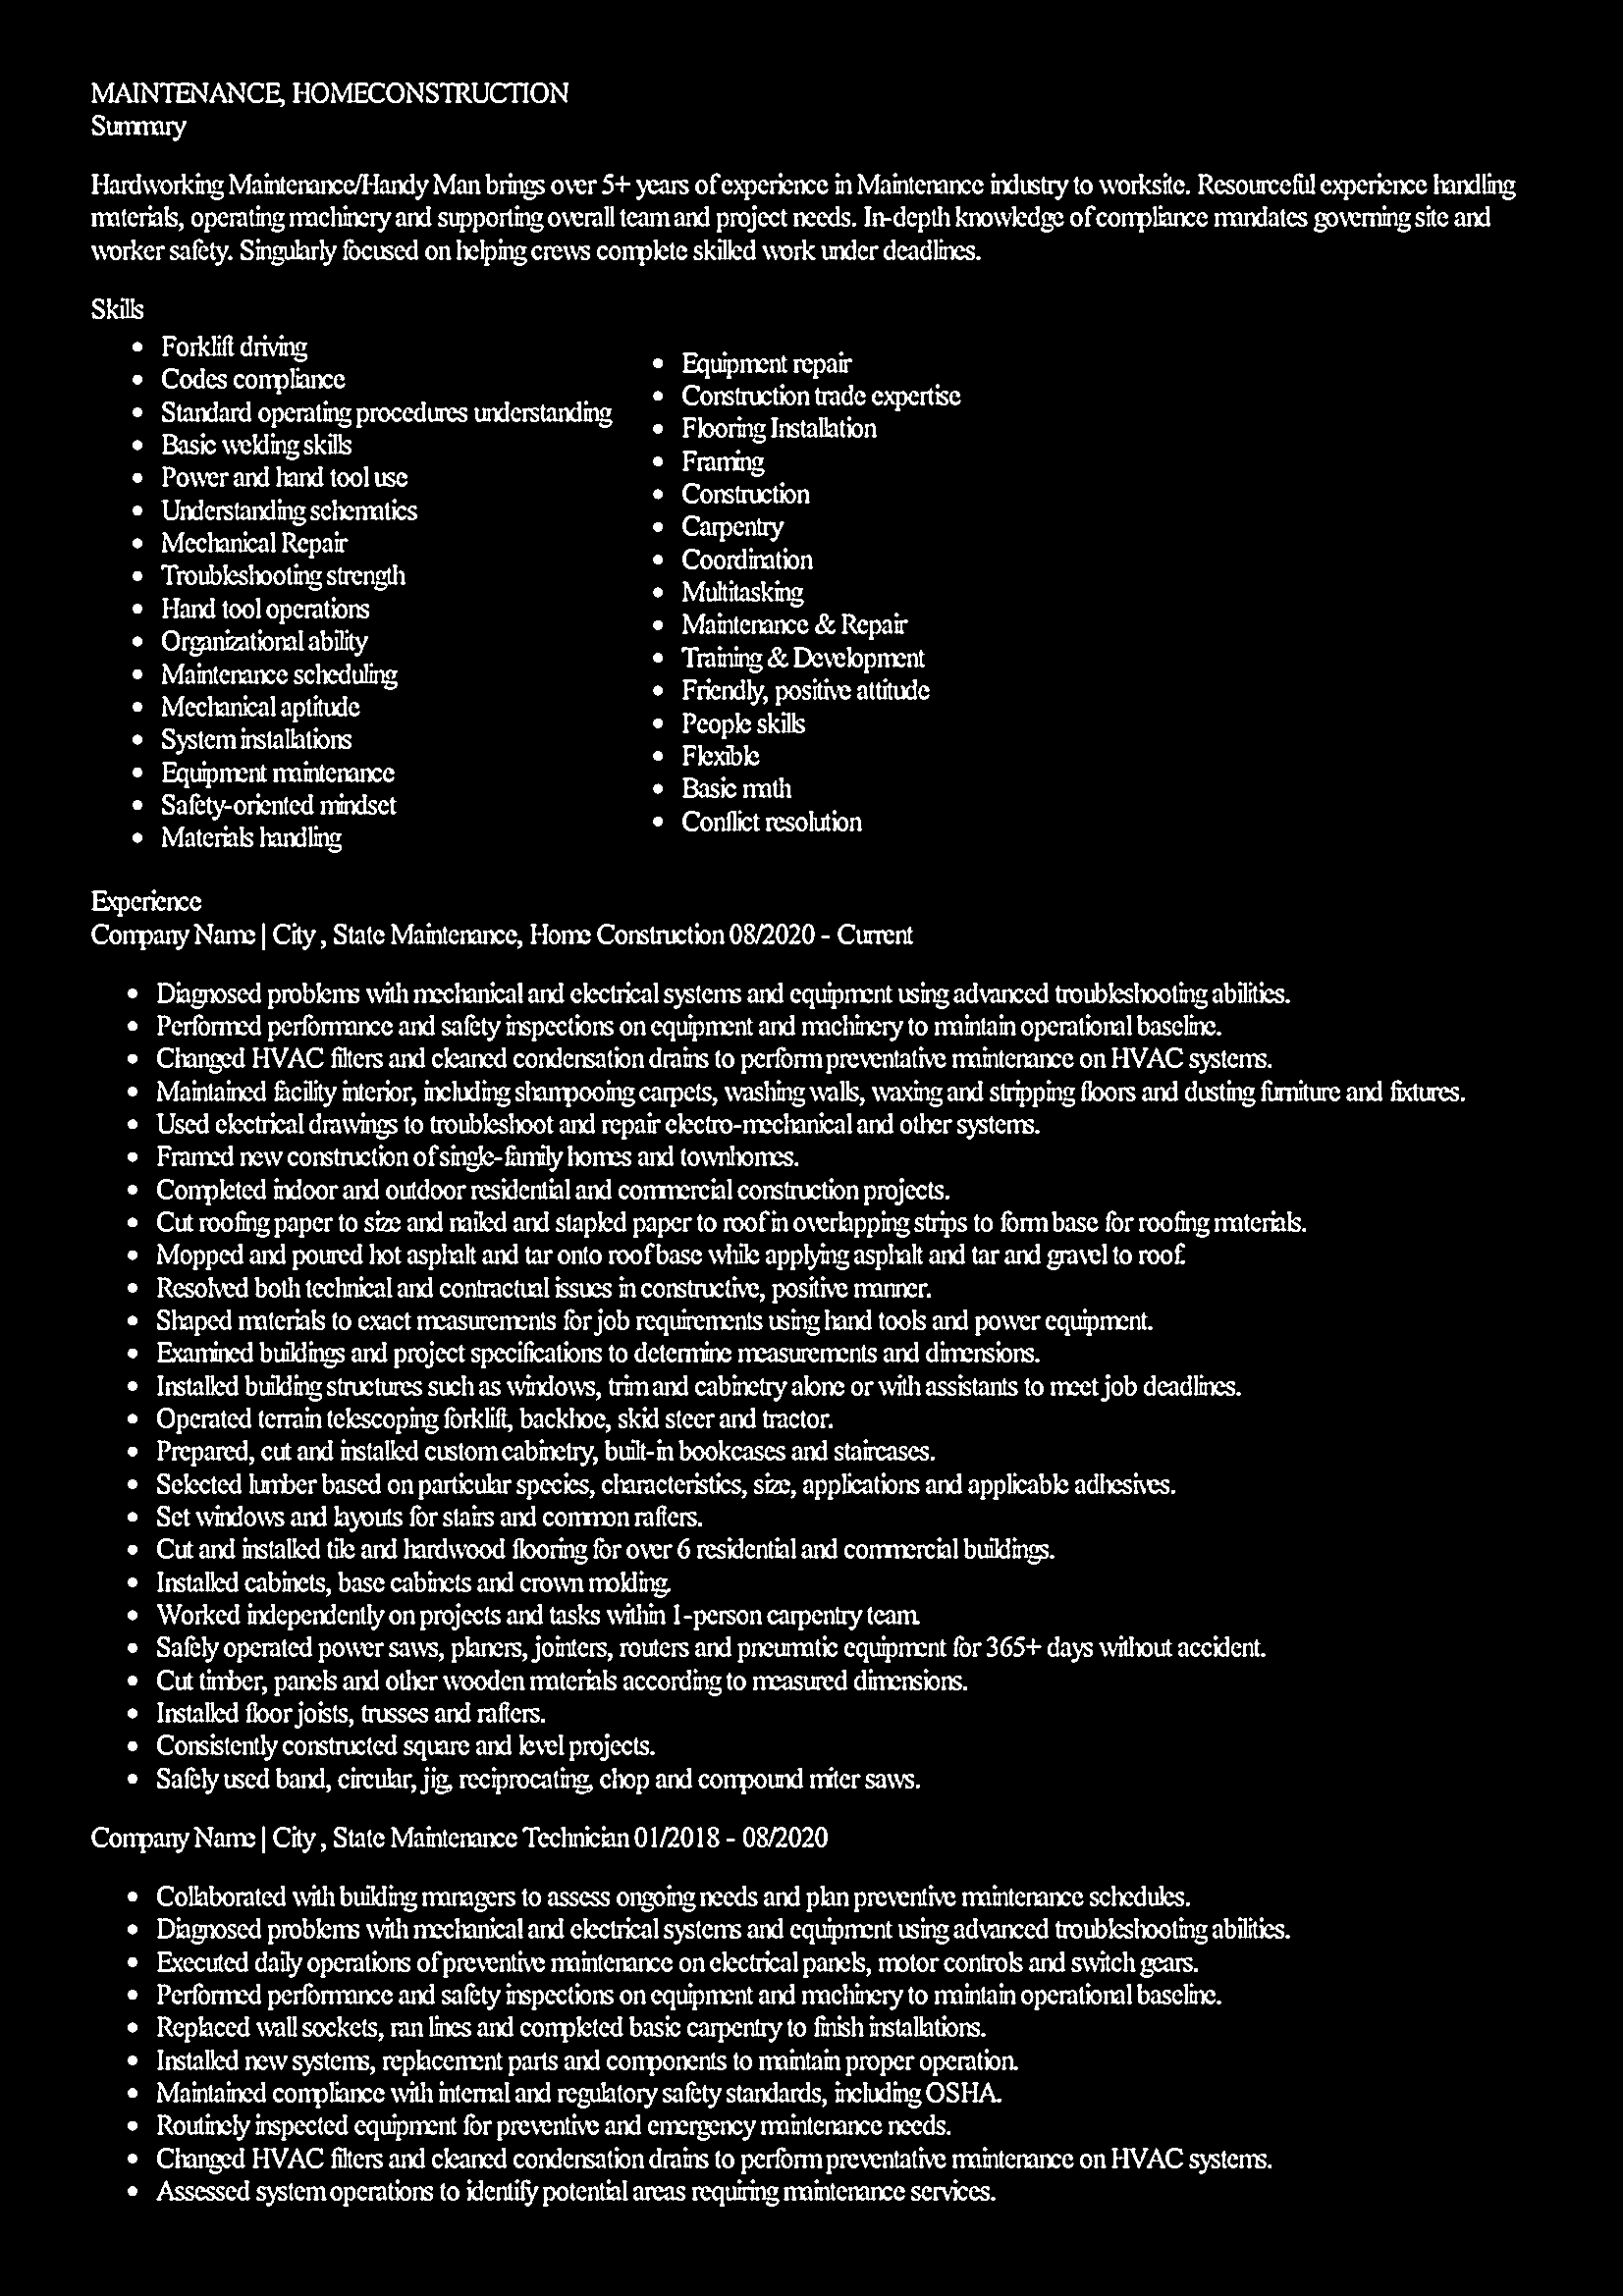 MAINTENANCE, HOMECONSTRUCTION
Summary
Hardworking Maintenance/Handy Man brings over 5+ years of experience in Maintenance industry to worksite. Resourceful experience handling
materials, operating machinery and supporting overall team and project needs. In-depth knowledge of compliance mandates governing site and
worker safety. Singularly focused on helping crews complete skilled work under deadlines.
Skills
• Forklift driving
• Codes compliance
• Standard operating procedures understanding
• Basic welding skills
• Power and hand tool use
• Understanding schematics
• Mechanical Repair
• Troubleshooting strength
• Hand tool operations
• Organizational ability
• Maintenance scheduling
• Mechanical aptitude
• System installations
• Equipment maintenance
• Safety-oriented mindset
• Materials handling
• Equipment repair
• Construction trade expertise
• Flooring Installation
• Framing
• Construction
• Carpentry
• Coordination
• Multitasking
• Maintenance & Repair
• Training & Development
• Friendly, positive attitude
• People skills
• Flexible
• Basic math
• Conflict resolution
Experience
Company Name | City , State Maintenance, Home Construction 08/2020 - Current
• Diagnosed problems with mechanical and electrical systems and equipment using advanced troubleshooting abilities.
• Performed performance and safety inspections on equipment and machinery to maintain operational baseline.
• Changed HVAC filters and cleaned condensation drains to perform preventative maintenance on HVAC systems.
• Maintained facility interior, including shampooing carpets, washing walls, waxing and stripping floors and dusting furniture and fixtures.
• Used electrical drawings to troubleshoot and repair electro-mechanical and other systems.
• Framed new construction of single-family homes and townhomes.
• Completed indoor and outdoor residential and commercial construction projects.
• Cut roofing paper to size and nailed and stapled paper to roof in overlapping strips to form base for roofing materials.
• Mopped and poured hot asphalt and tar onto roof base while applying asphalt and tar and gravel to roof.
• Resolved both technical and contractual issues in constructive, positive manner.
• Shaped materials to exact measurements for job requirements using hand tools and power equipment.
• Examined buildings and project specifications to determine measurements and dimensions.
• Installed building structures such as windows, trim and cabinetry alone or with assistants to meet job deadlines.
• Operated terrain telescoping forklift, backhoe, skid steer and tractor.
• Prepared, cut and installed custom cabinetry, built-in bookcases and staircases.
• Selected lumber based on particular species, characteristics, size, applications and applicable adhesives.
• Set windows and layouts for stairs and common rafters.
• Cut and installed tile and hardwood flooring for over 6 residential and commercial buildings.
• Installed cabinets, base cabinets and crown molding.
• Worked independently on projects and tasks within 1-person carpentry team.
• Safely operated power saws, planers, jointers, routers and pneumatic equipment for 365+ days without accident.
• Cut timber, panels and other wooden materials according to measured dimensions.
• Installed floor joists, trusses and rafters.
• Consistently constructed square and level projects.
• Safely used band, circular, jig, reciprocating, chop and compound miter saws.
Company Name | City , State Maintenance Technician 01/2018 - 08/2020
• Collaborated with building managers to assess ongoing needs and plan preventive maintenance schedules.
• Diagnosed problems with mechanical and electrical systems and equipment using advanced troubleshooting abilities.
• Executed daily operations of preventive maintenance on electrical panels, motor controls and switch gears.
• Performed performance and safety inspections on equipment and machinery to maintain operational baseline.
• Replaced wall sockets, ran lines and completed basic carpentry to finish installations.
• Installed new systems, replacement parts and components to maintain proper operation.
• Maintained compliance with internal and regulatory safety standards, including OSHA.
• Routinely inspected equipment for preventive and emergency maintenance needs.
• Changed HVAC filters and cleaned condensation drains to perform preventative maintenance on HVAC systems.
• Assessed system operations to identify potential areas requiring maintenance services.